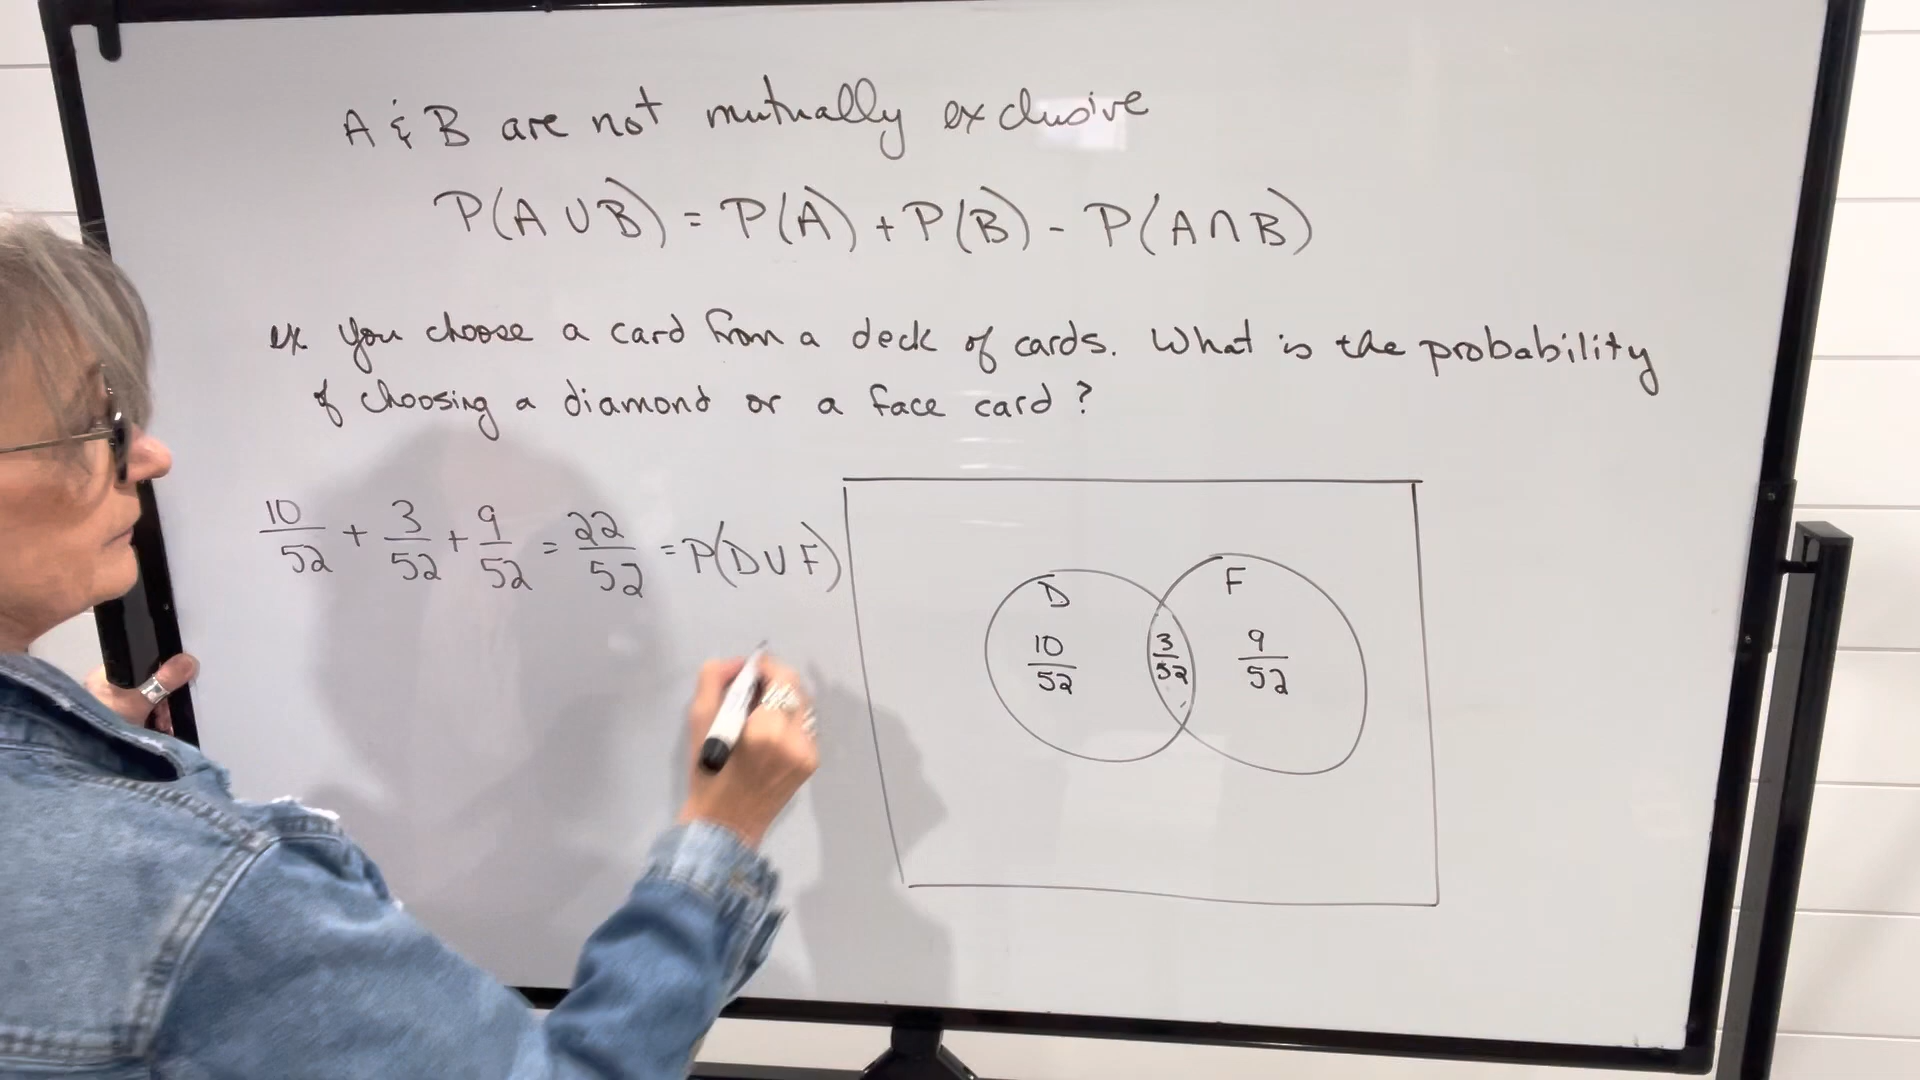 A & B are not mutually exclusive
P(A ∪ B) = P(A) + P(B) - P(A ∩ B)
ex You choose a card from a deck of cards. What is the probability
of choosing a diamond or a face card?
10/52 + 3/52 + 9/52 = 22/52 = P(D ∪ F)
D F
10/52 3/52 9/52